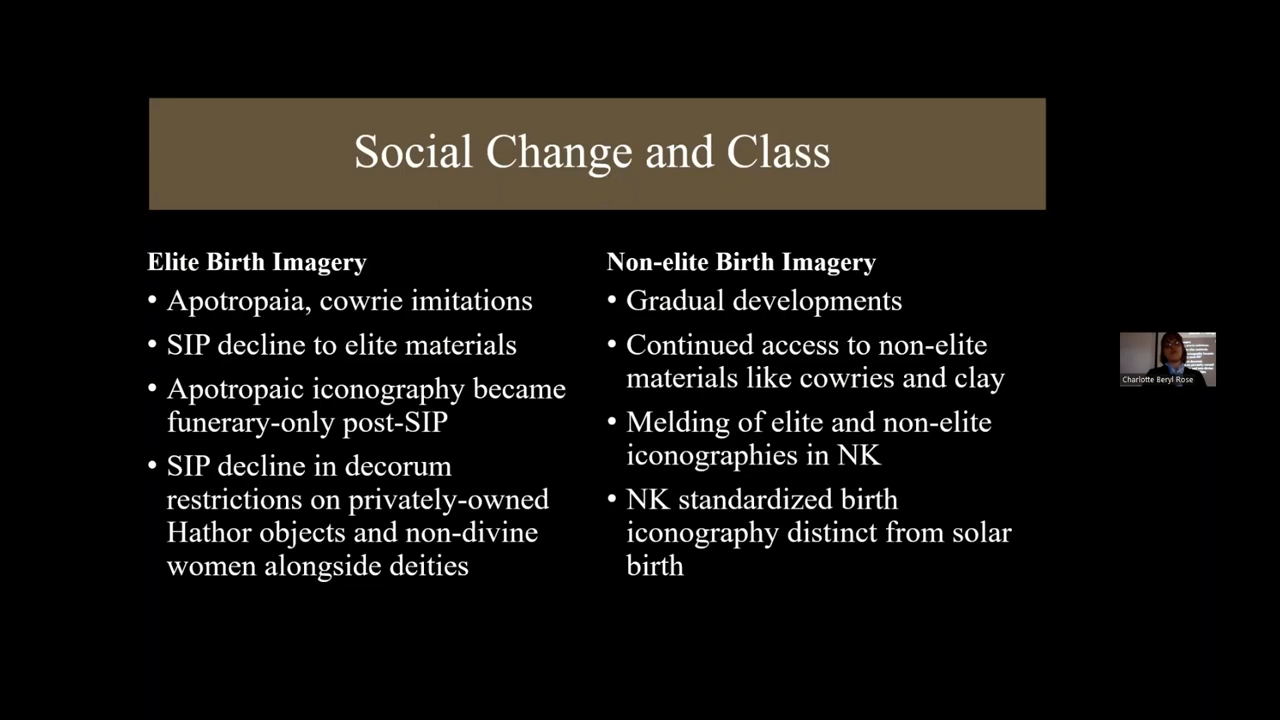 Social Change and Class
Elite Birth Imagery
• Apotropaia, cowrie imitations
• SIP decline to elite materials
• Apotropaic iconography became
funerary-only post-SIP
• SIP decline in decorum
restrictions on privately-owned
Hathor objects and non-divine
women alongside deities
Non-elite Birth Imagery
• Gradual developments
• Continued access to non-elite
materials like cowries and clay
• Melding of elite and non-elite
iconographies in NK
• NK standardized birth
iconography distinct from solar
birth
Charlotte Beryl Rose